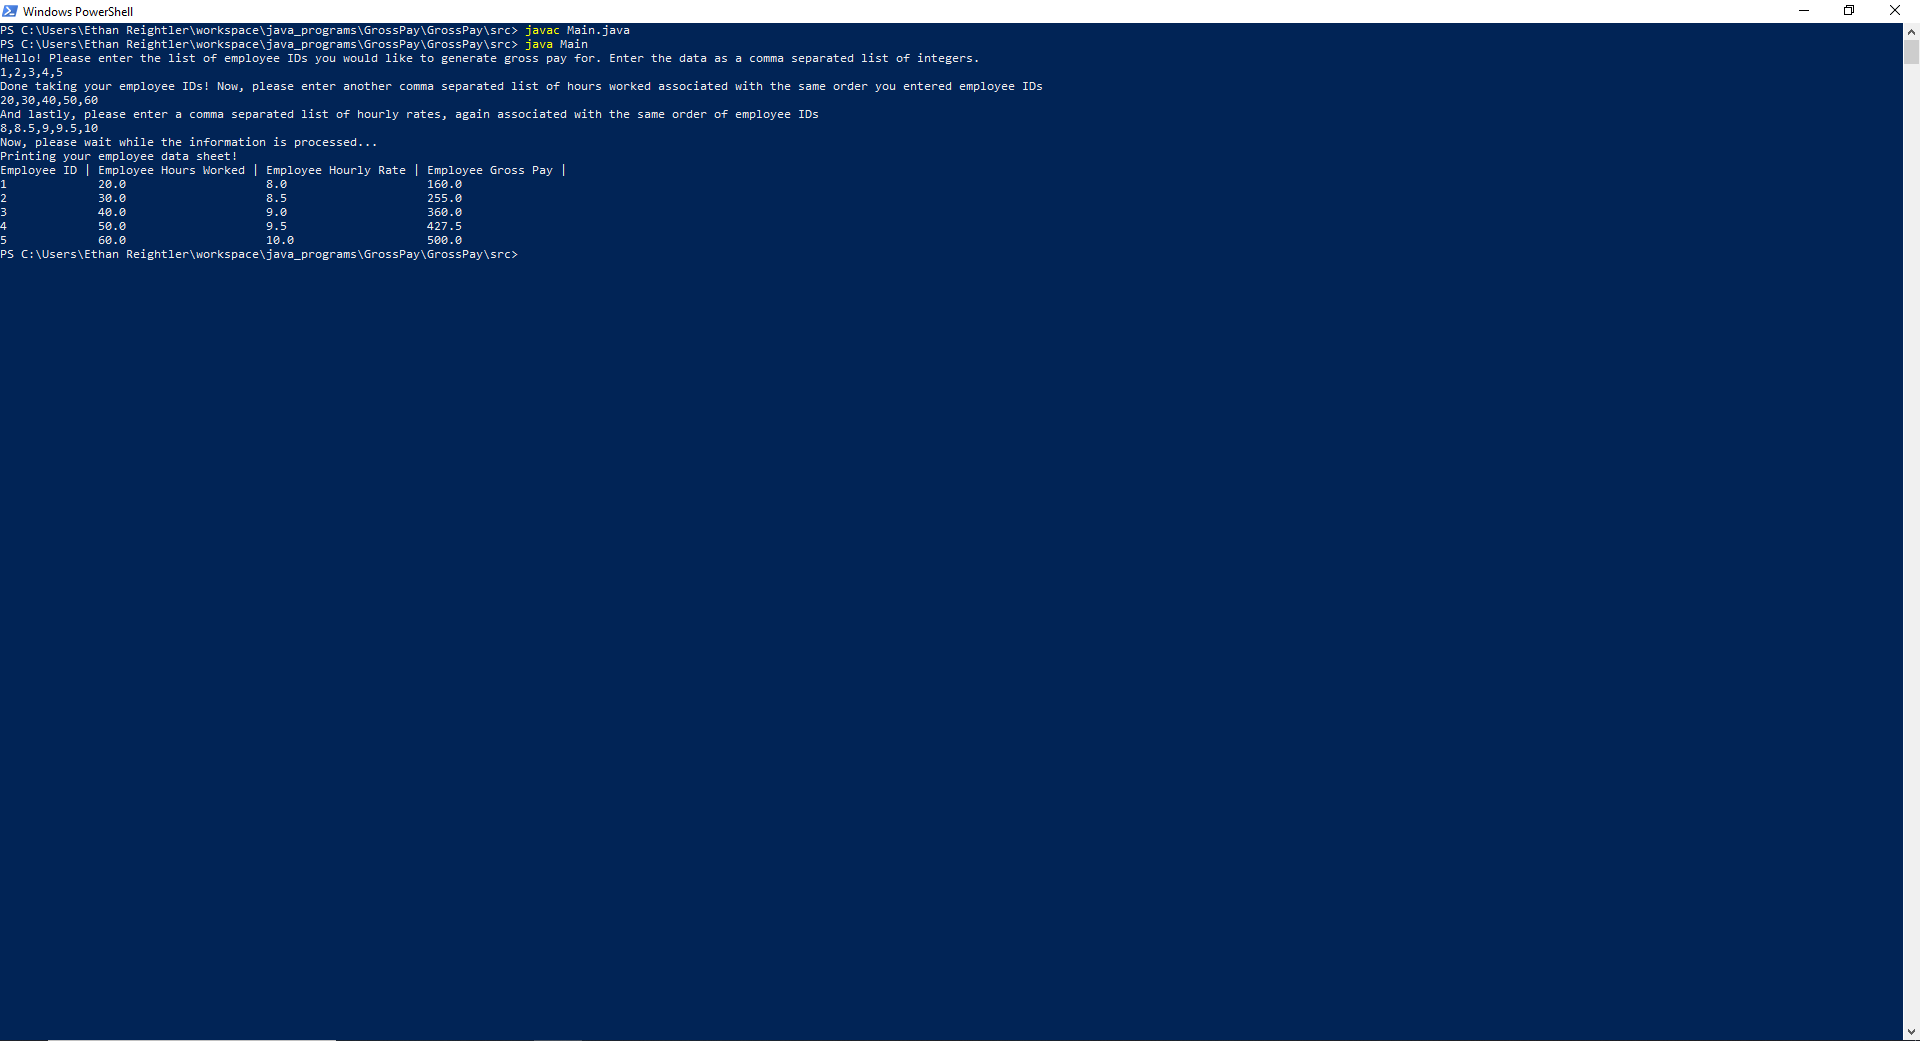 Windows PowerShell
PS C:\Users\Ethan Reightler\workspace\java_programs\GrossPay\GrossPay\src> javac Main.java
PS C:\Users\Ethan Reightler\workspace\java_programs\GrossPay\GrossPay\src> java Main
Hello! Please enter the list of employee IDs you would like to generate gross pay for. Enter the data as a comma separated list of integers.
1,2,3,4,5
Done taking your employee IDs! Now, please enter another comma separated list of hours worked associated with the same order you entered employee IDs
20,30,40,50,60
And lastly, please enter a comma separated list of hourly rates, again associated with the same order of employee IDs
8,8.5,9,9.5,10
Now, please wait while the information is processed...
Printing your employee data sheet!
Employee ID | Employee Hours Worked | Employee Hourly Rate | Employee Gross Pay |
1             20.0                    8.0                    160.0
2             30.0                    8.5                    255.0
3             40.0                    9.0                    360.0
4             50.0                    9.5                    427.5
5             60.0                    10.0                   500.0
PS C:\Users\Ethan Reightler\workspace\java_programs\GrossPay\GrossPay\src>